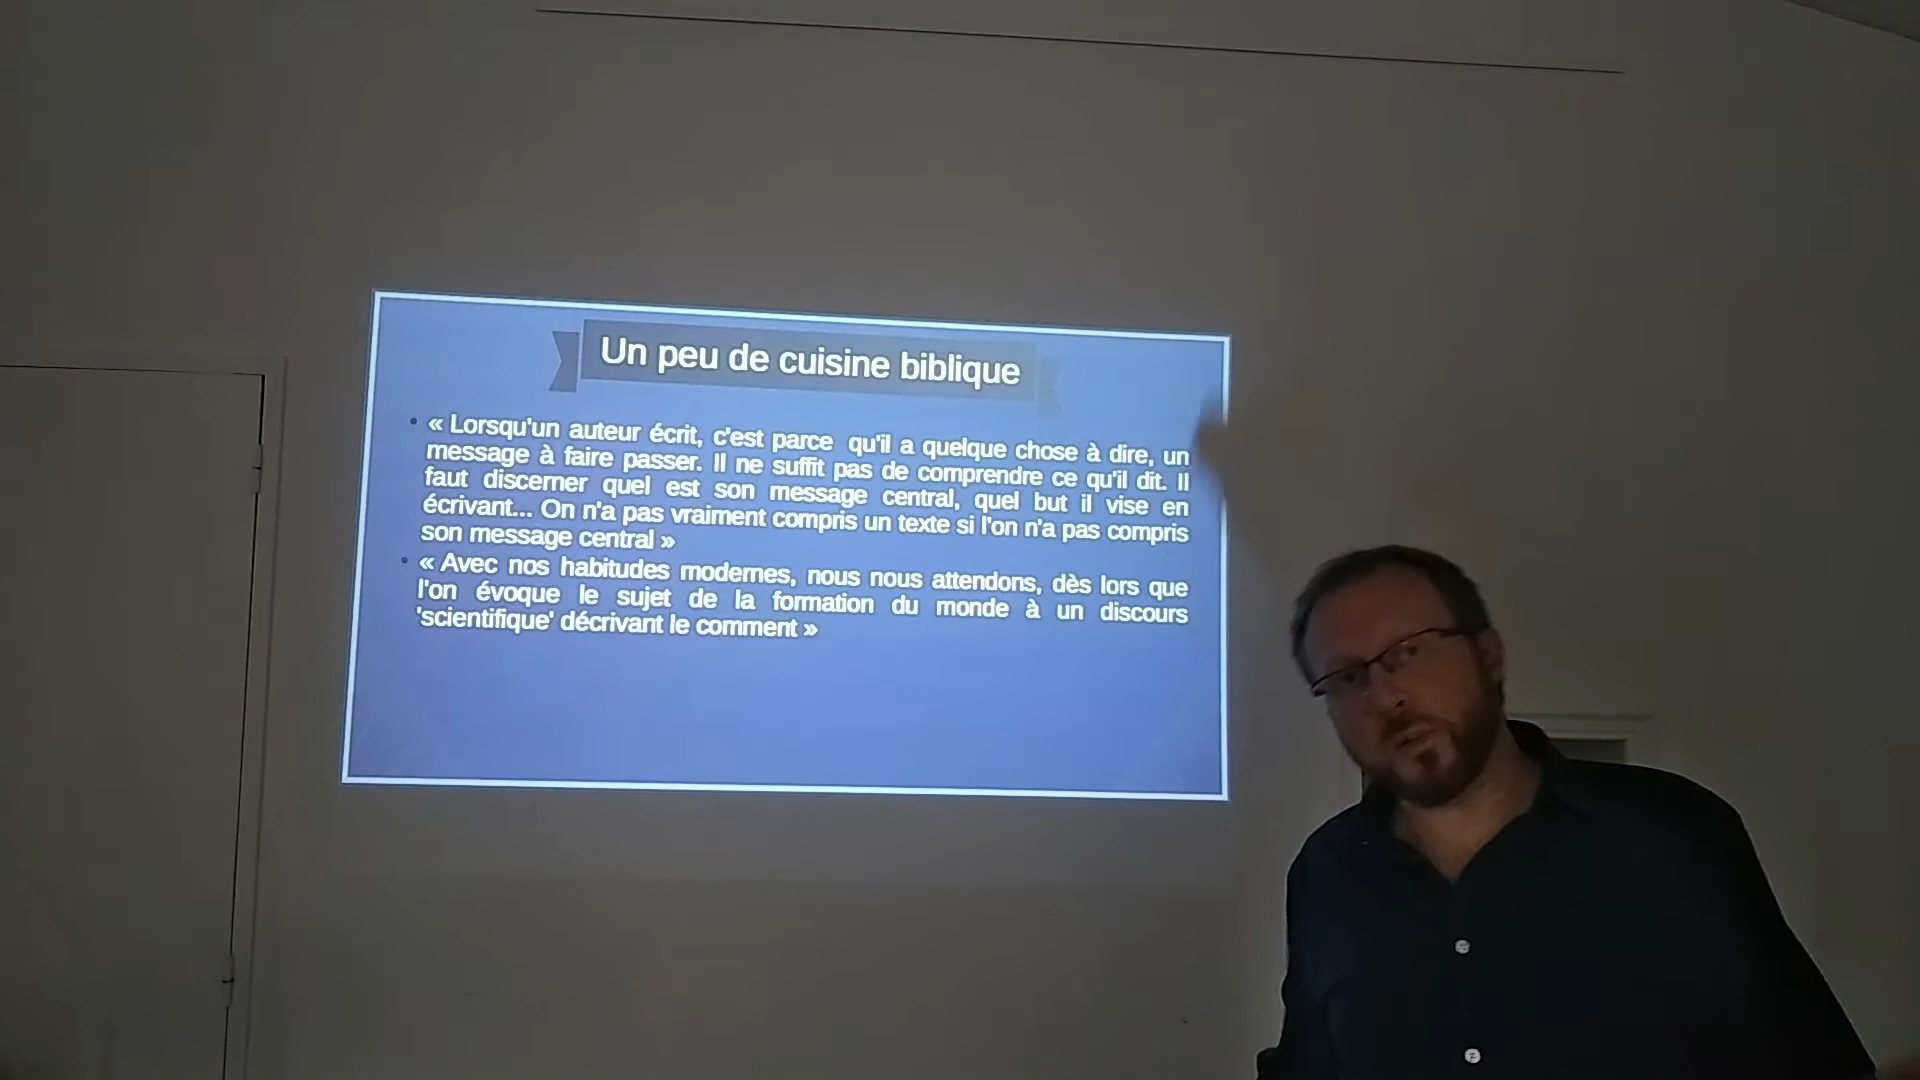 Un peu de cuisine biblique
• « Lorsqu'un auteur écrit, c'est parce qu'il a quelque chose à dire, un
message à faire passer. Il ne suffit pas de comprendre ce qu'il dit. Il
faut discerner quel est son message central, quel but il vise en
écrivant... On n'a pas vraiment compris un texte si l'on n'a pas compris
son message central »
• « Avec nos habitudes modernes, nous nous attendons, dès lors que
l'on évoque le sujet de la formation du monde à un discours
'scientifique' décrivant le comment »